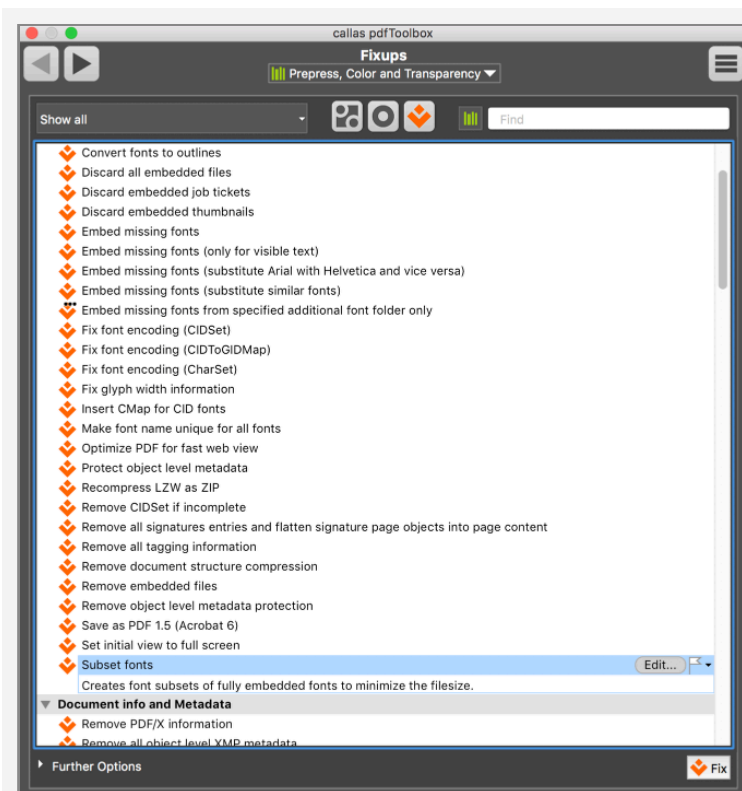 callas pdfToolbox
Fixups
Prepress, Color and Transparency
Show all
Find
Convert fonts to outlines
Discard all embedded files
Discard embedded job tickets
Discard embedded thumbnails
Embed missing fonts
Embed missing fonts (only for visible text)
Embed missing fonts (substitute Arial with Helvetica and vice versa)
Embed missing fonts (substitute similar fonts)
Embed missing fonts from specified additional font folder only
Fix font encoding (CIDSet)
Fix font encoding (CIDToGIDMap)
Fix font encoding (CharSet)
Fix glyph width information
Insert CMap for CID fonts
Make font name unique for all fonts
Optimize PDF for fast web view
Protect object level metadata
Recompress LZW as ZIP
Remove CIDSet if incomplete
Remove all signatures entries and flatten signature page objects into page content
Remove all tagging information
Remove document structure compression
Remove embedded files
Remove object level metadata protection
Save as PDF 1.5 (Acrobat 6)
Set initial view to full screen
Subset fonts Edit...
Creates font subsets of fully embedded fonts to minimize the filesize.
Document info and Metadata
Remove PDF/X information
Remove all object level XMP metadata
Further Options Fix